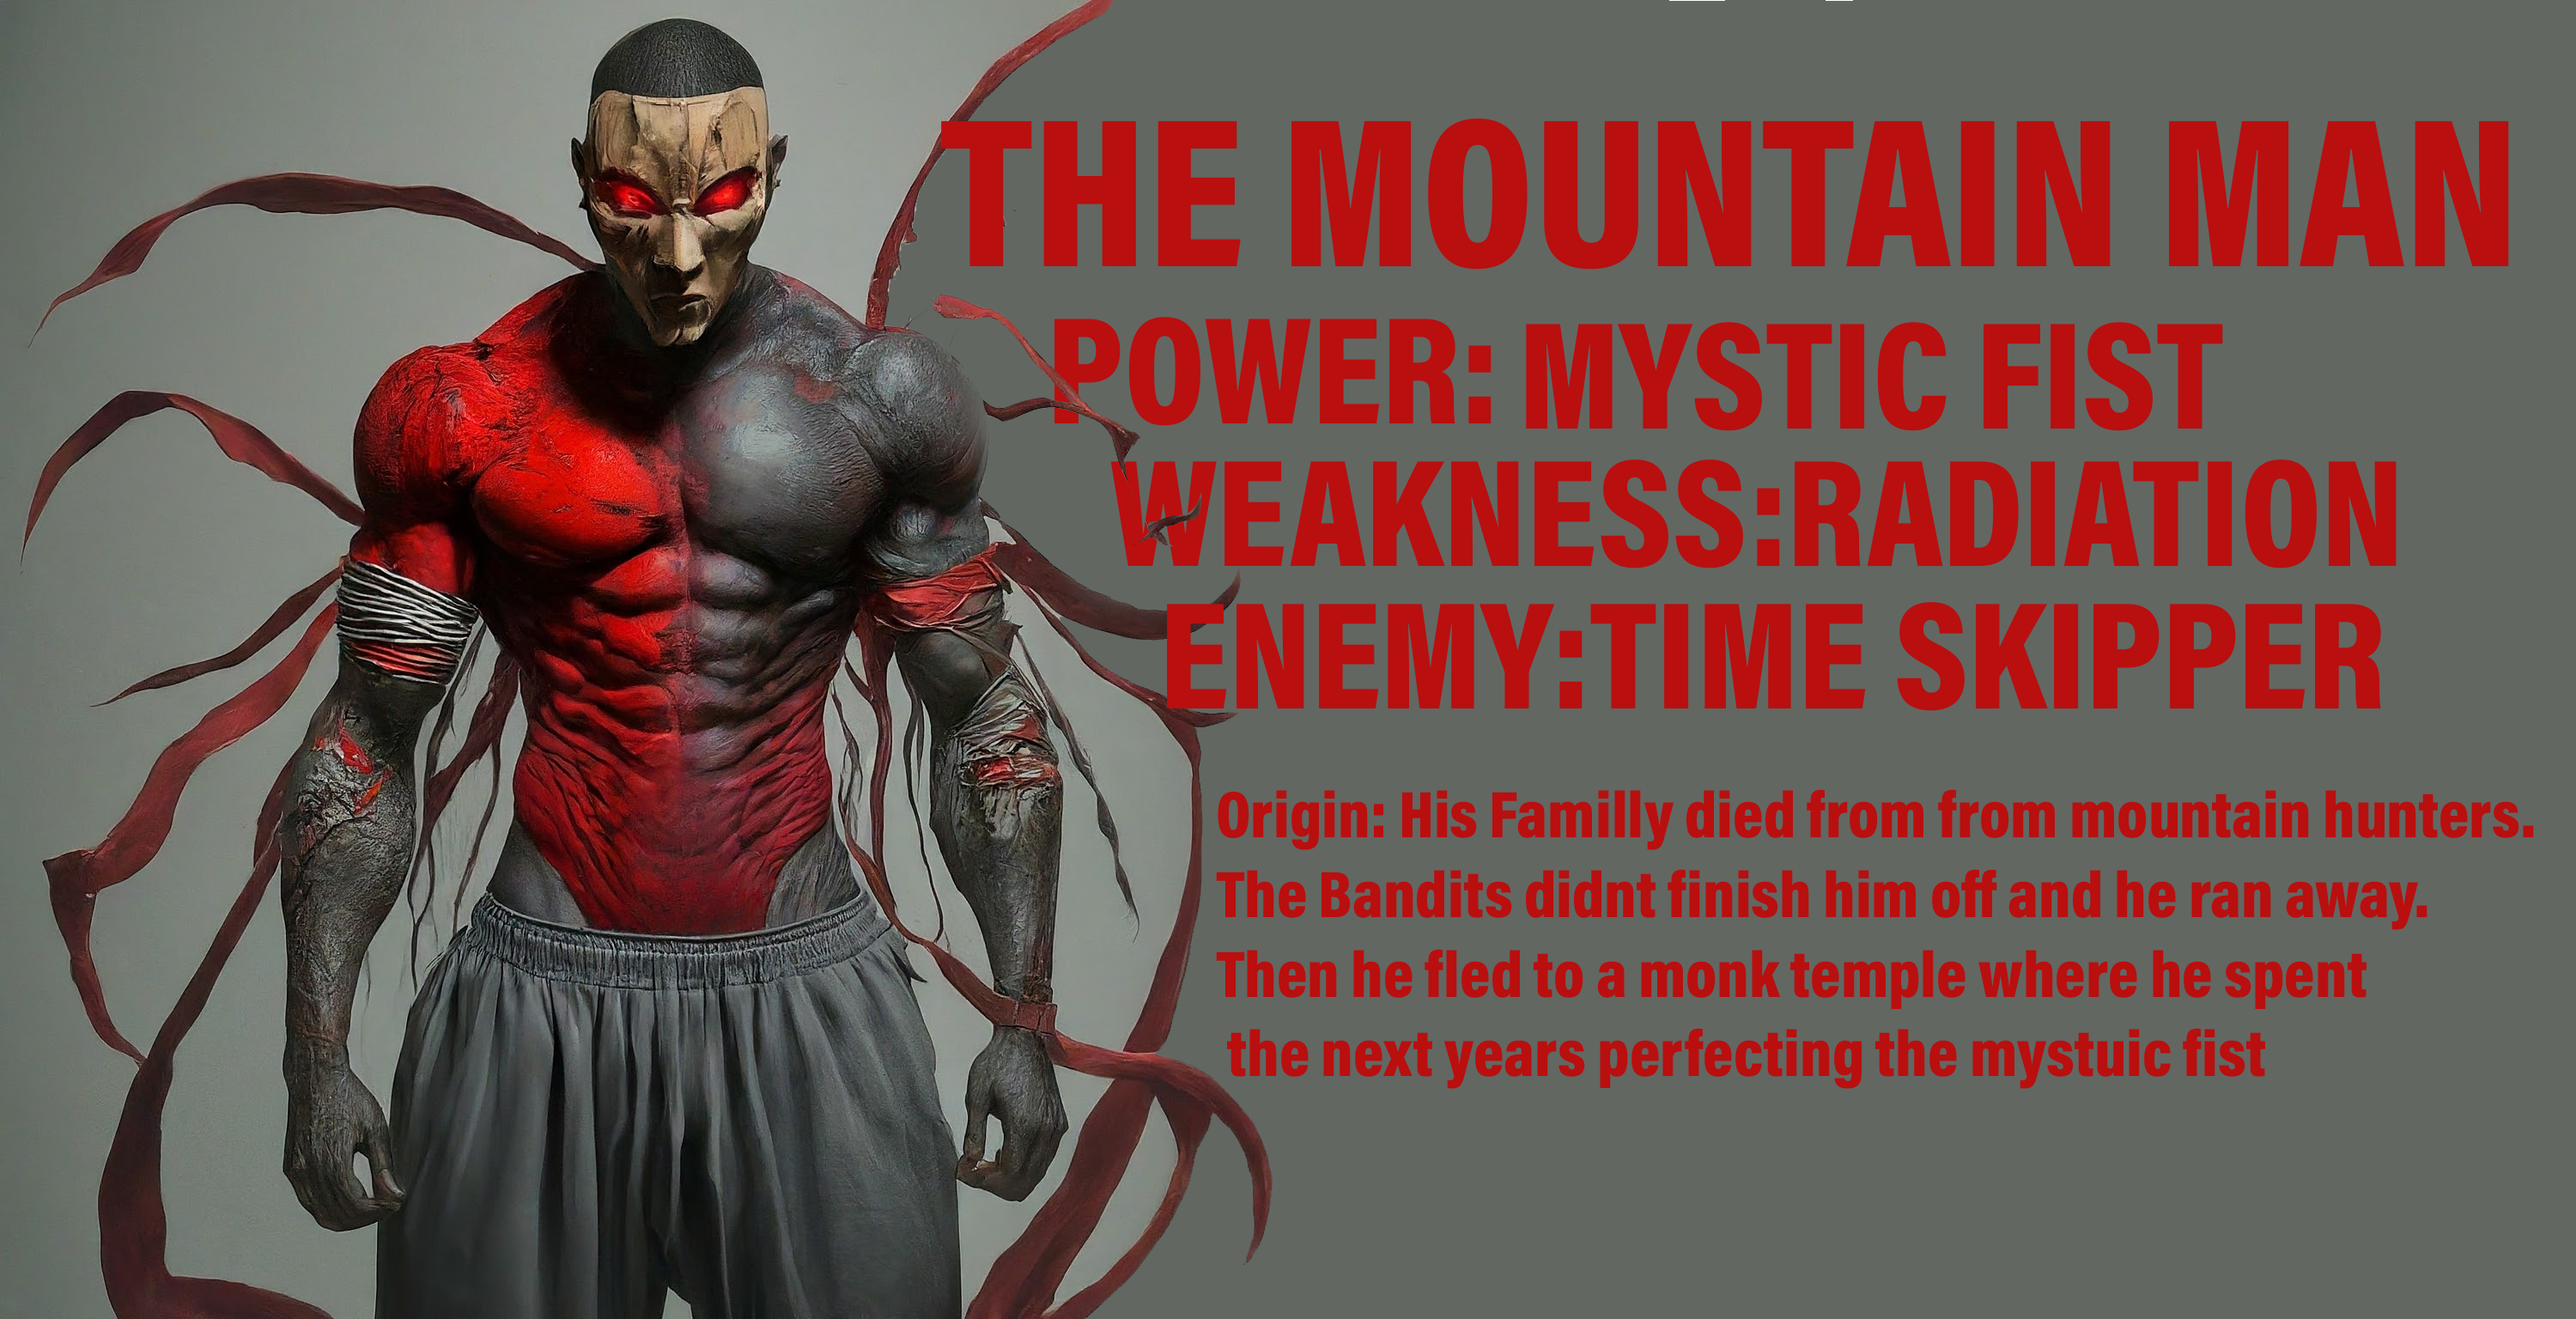 THE MOUNTAIN MAN
POWER: MYSTIC FIST
WEAKNESS:RADIATION
ENEMY:TIME SKIPPER
Origin: His Familly died from from mountain hunters.
The Bandits didnt finish him off and he ran away.
Then he fled to a monk temple where he spent
the next years perfecting the mystuic fist